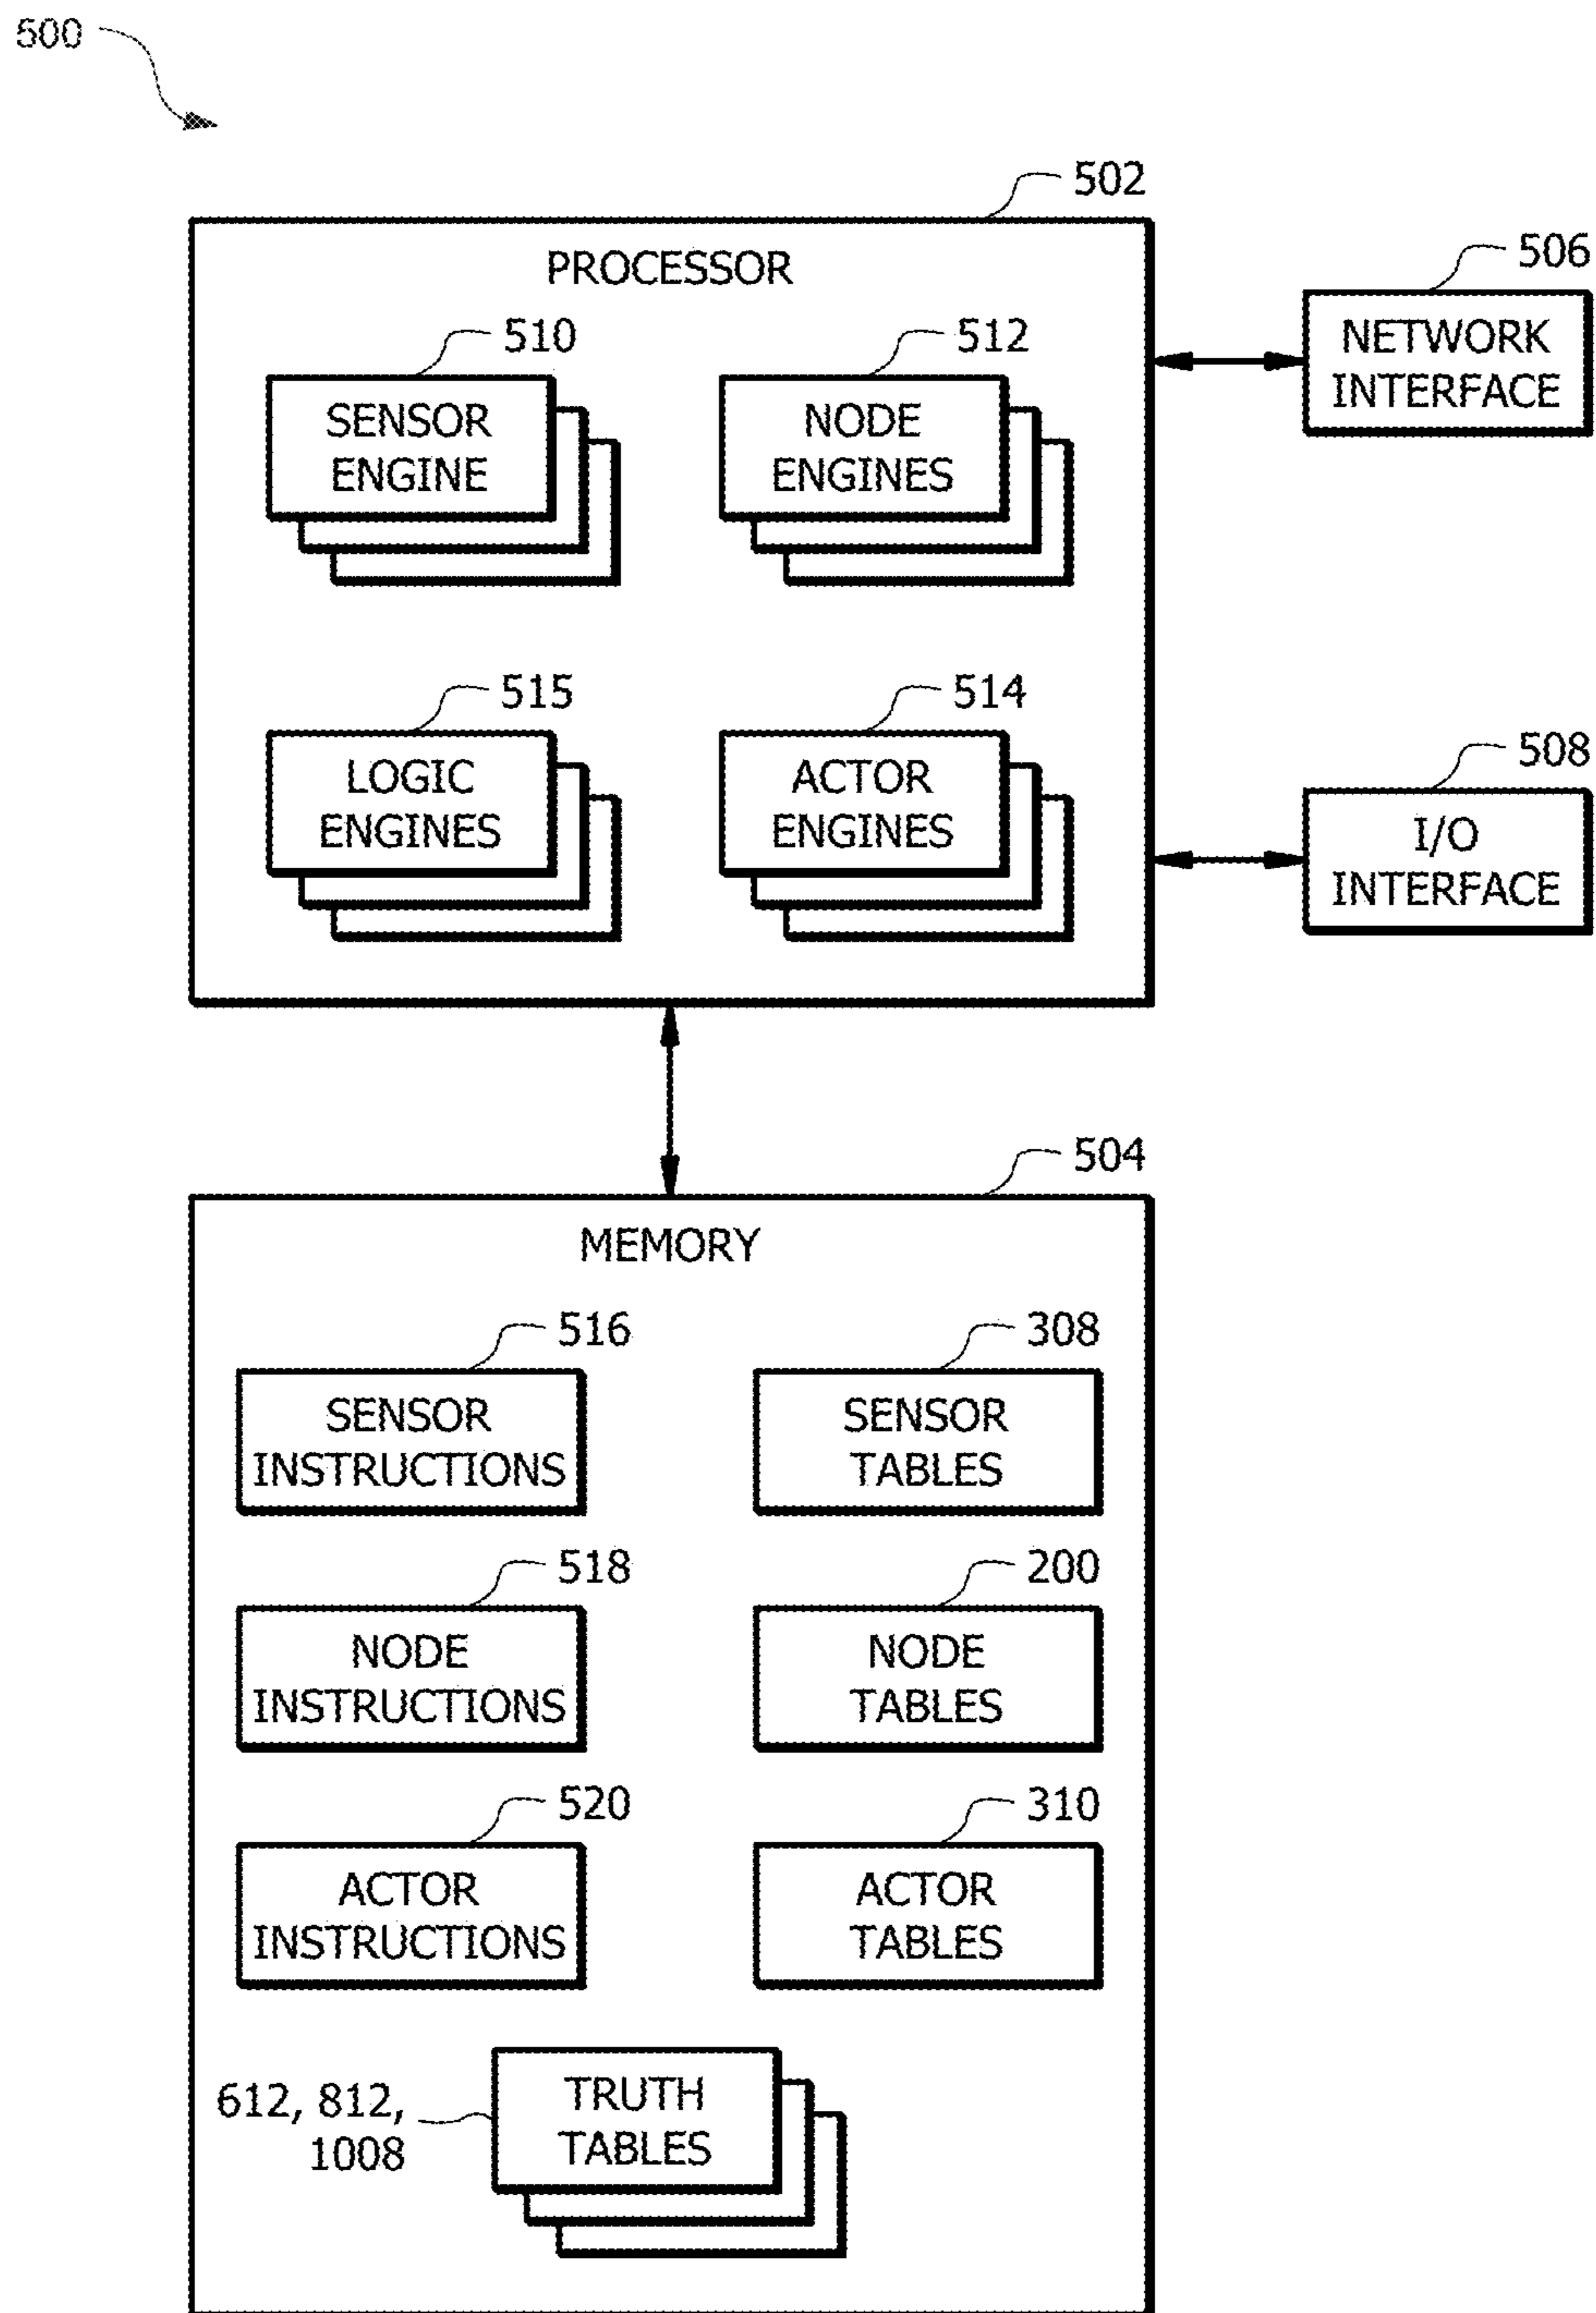 500
502
PROCESSOR
506
NETWORK
INTERFACE
510
SENSOR
ENGINE
512
NODE
ENGINES
515
LOGIC
ENGINES
514
ACTOR
ENGINES
508
I/O
INTERFACE
504
MEMORY
516
SENSOR
INSTRUCTIONS
308
SENSOR
TABLES
518
NODE
INSTRUCTIONS
200
NODE
TABLES
520
ACTOR
INSTRUCTIONS
310
ACTOR
TABLES
612, 812,
1008
TRUTH
TABLES